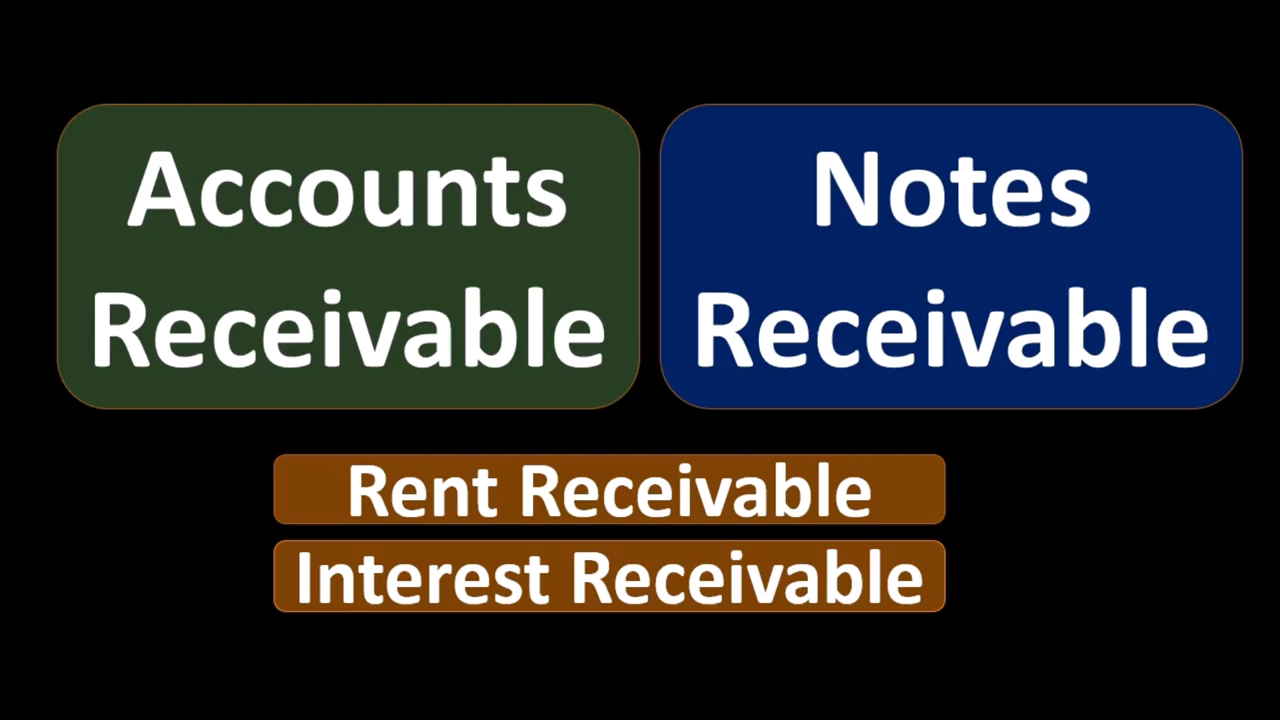 Accounts
Receivable
Notes
Receivable
Rent Receivable
Interest Receivable